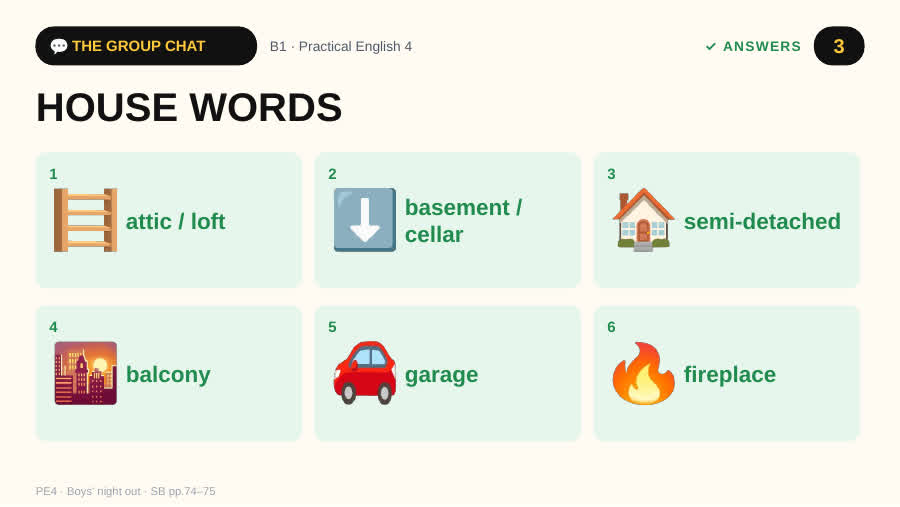 💬 THE GROUP CHAT
B1 · Practical English 4
✓ ANSWERS
3
HOUSE WORDS
1
attic / loft
2
basement /
cellar
3
semi-detached
4
balcony
5
garage
6
fireplace
PE4 · Boys' night out · SB pp.74–75